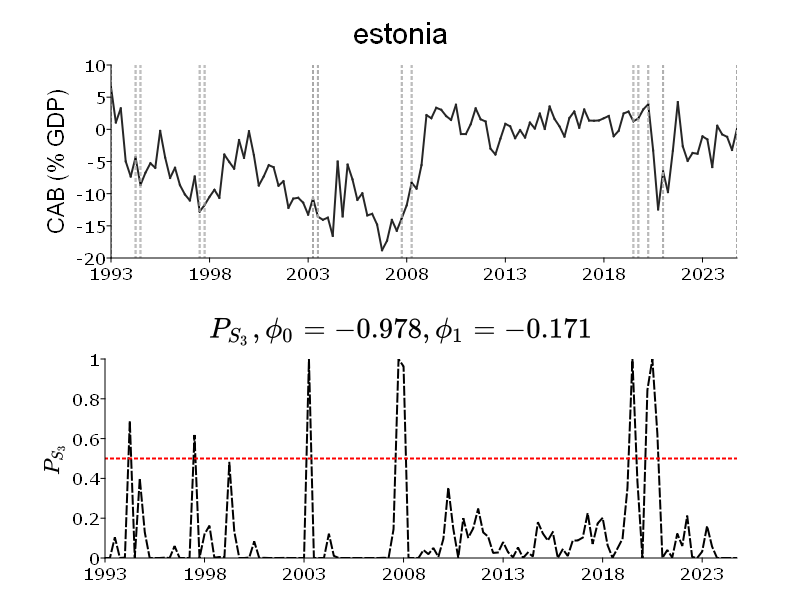 estonia
CAB (% GDP)
10
5
0
-5
-10
-15
-20
1993 1998 2003 2008 2013 2018 2023
P_{S_3}, ϕ_0 = −0.978, ϕ_1 = −0.171
P_{S_3}
1
0.8
0.6
0.4
0.2
0
1993 1998 2003 2008 2013 2018 2023